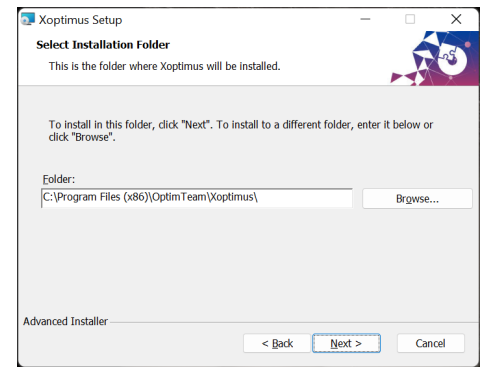 Xoptimus Setup
Select Installation Folder
This is the folder where Xoptimus will be installed.
To install in this folder, click "Next". To install to a different folder, enter it below or
click "Browse".
Folder:
C:\Program Files (x86)\OptimTeam\Xoptimus\
Browse...
Advanced Installer
< Back
Next >
Cancel